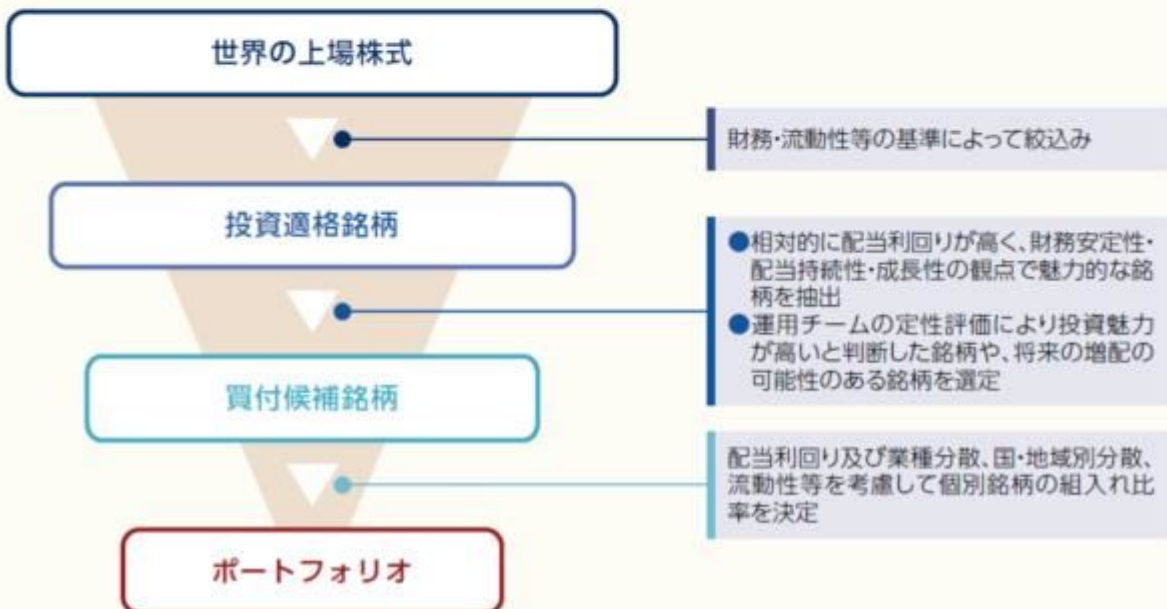 世界の上場株式
財務・流動性等の基準によって絞込み
投資適格銘柄
●相対的に配当利回りが高く、財務安定性・
配当持続性・成長性の観点で魅力的な銘
柄を抽出
●運用チームの定性評価により投資魅力
が高いと判断した銘柄や、将来の増配の
可能性のある銘柄を選定
買付候補銘柄
配当利回り及び業種分散、国・地域別分散、
流動性等を考慮して個別銘柄の組入れ比
率を決定
ポートフォリオ